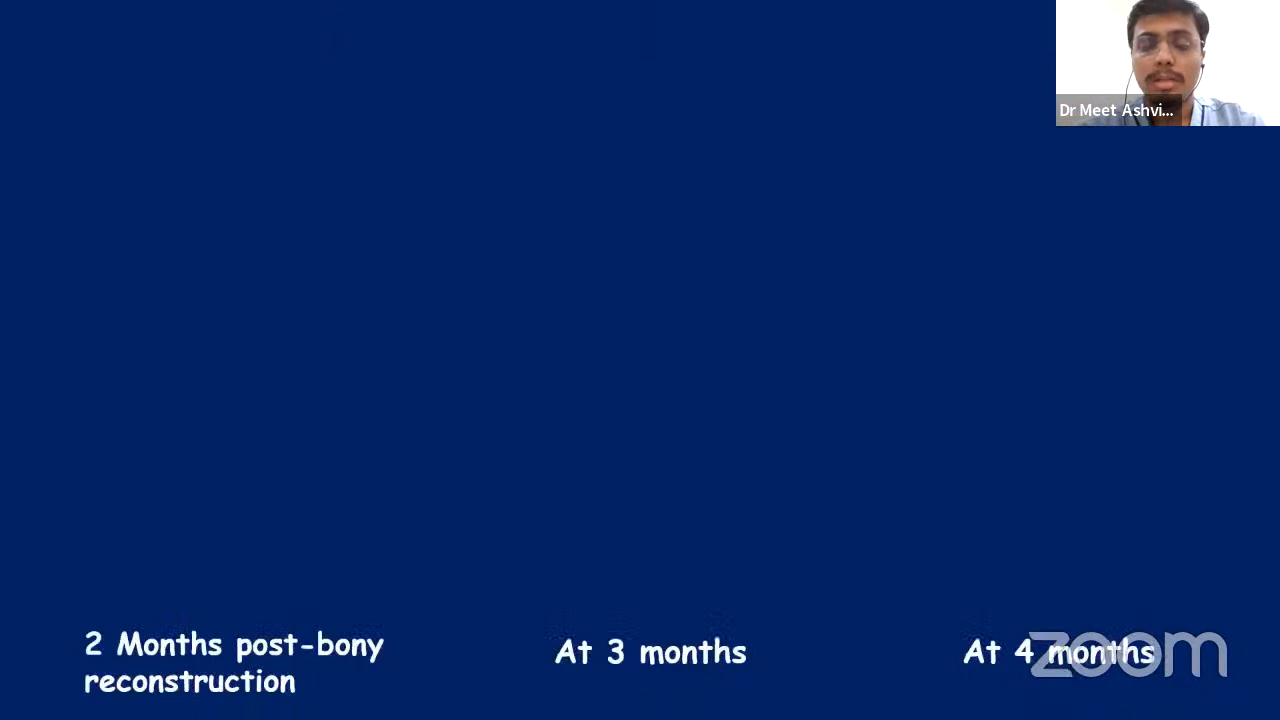 Dr Meet Ashvi...
2 Months post-bony
reconstruction
At 3 months
At 4 months
zoom